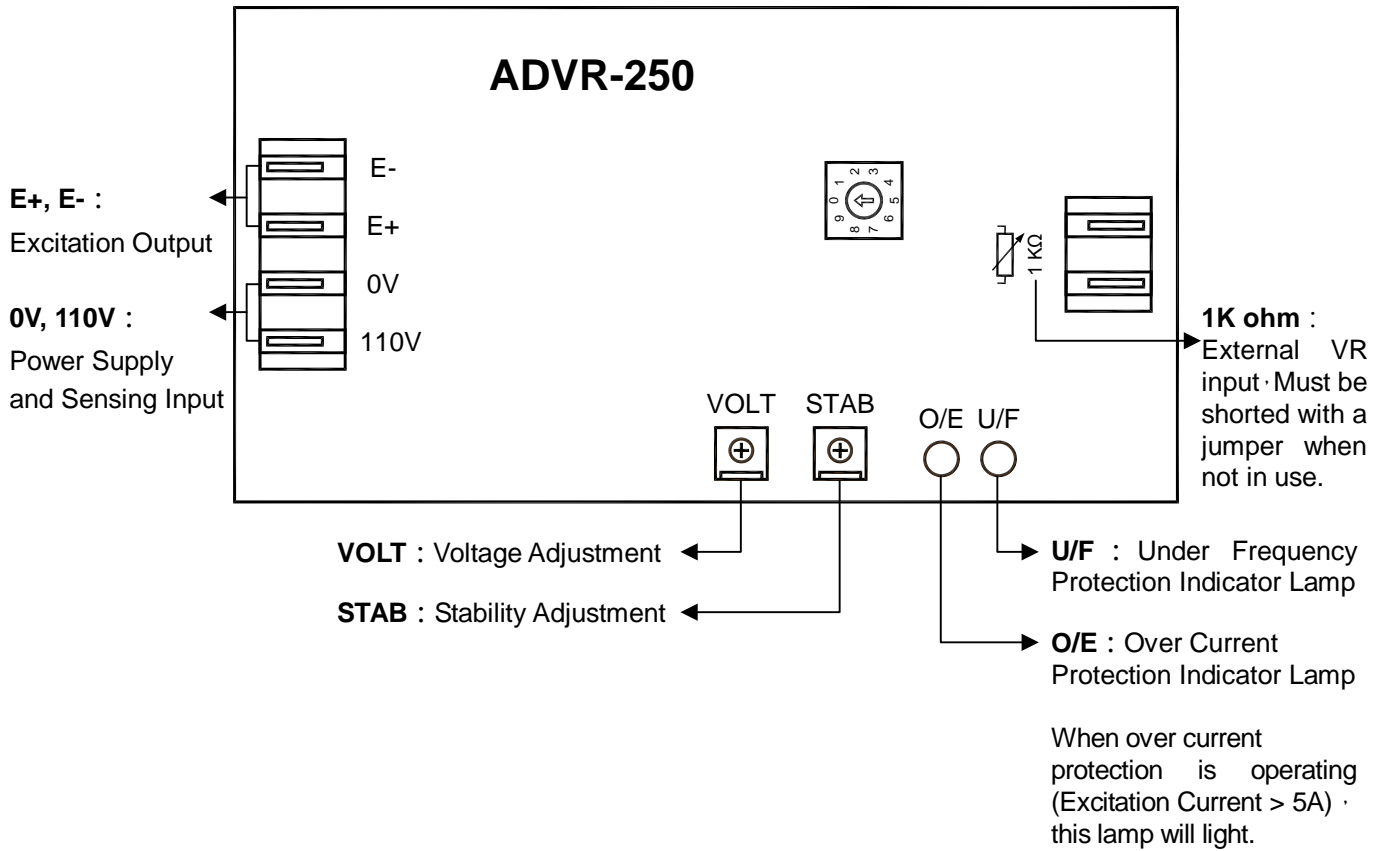 ADVR-250
E-
E+
0V
110V
E+, E- :
Excitation Output
0V, 110V :
Power Supply
and Sensing Input
0 1 2 3 4 5 6 7 8 9
1 KΩ
1K ohm :
External VR
input，Must be
shorted with a
jumper when
not in use.
VOLT STAB
O/E U/F
VOLT : Voltage Adjustment
STAB : Stability Adjustment
U/F : Under Frequency
Protection Indicator Lamp
O/E : Over Current
Protection Indicator Lamp
When over current
protection is operating
(Excitation Current > 5A)，
this lamp will light.